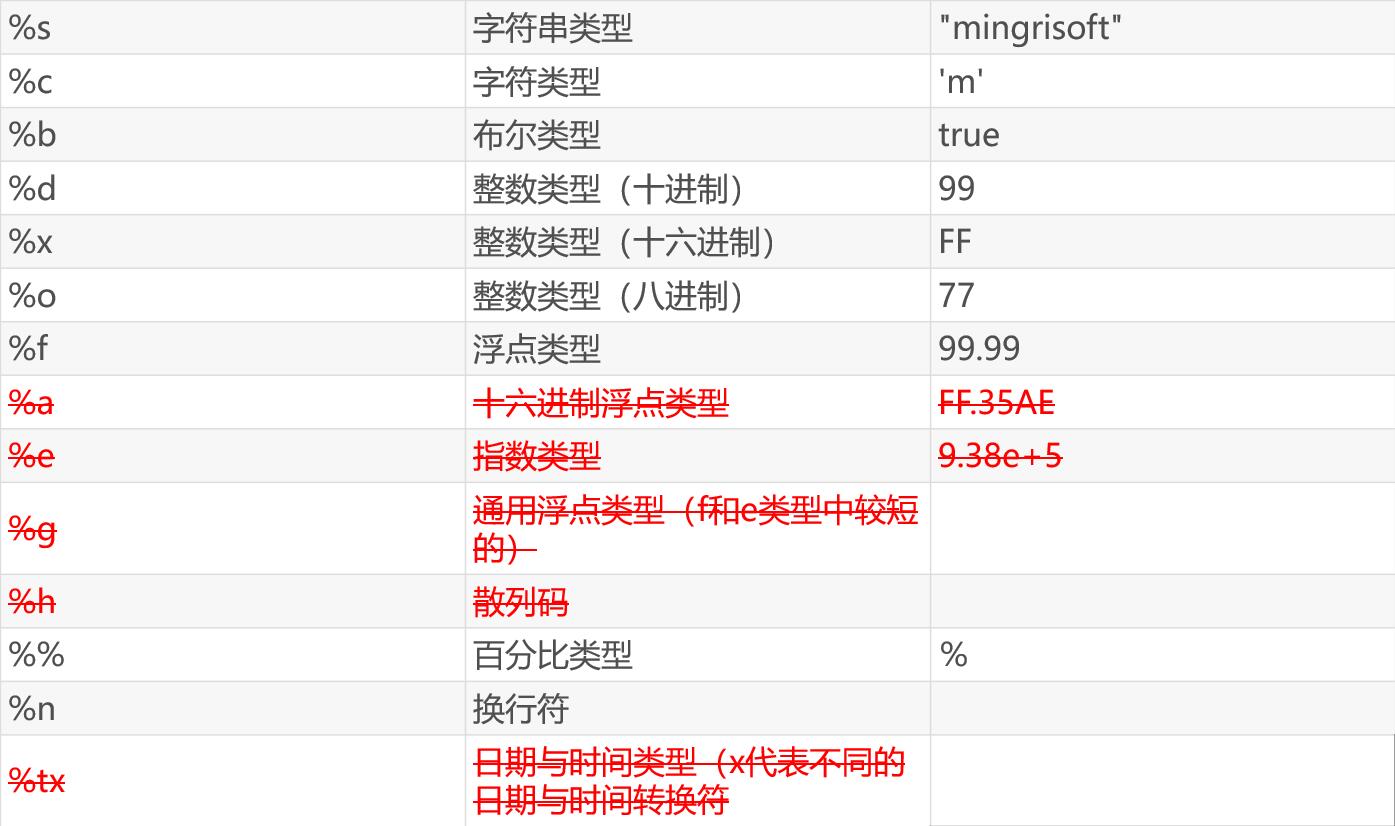 %s 字符串类型 "mingrisoft"
%c 字符类型 'm'
%b 布尔类型 true
%d 整数类型（十进制） 99
%x 整数类型（十六进制） FF
%o 整数类型（八进制） 77
%f 浮点类型 99.99
%a 十六进制浮点类型 FF.35AE
%e 指数类型 9.38e+5
%g 通用浮点类型（f和e类型中较短
的）
%h 散列码
%% 百分比类型 %
%n 换行符
%tx 日期与时间类型（x代表不同的
日期与时间转换符